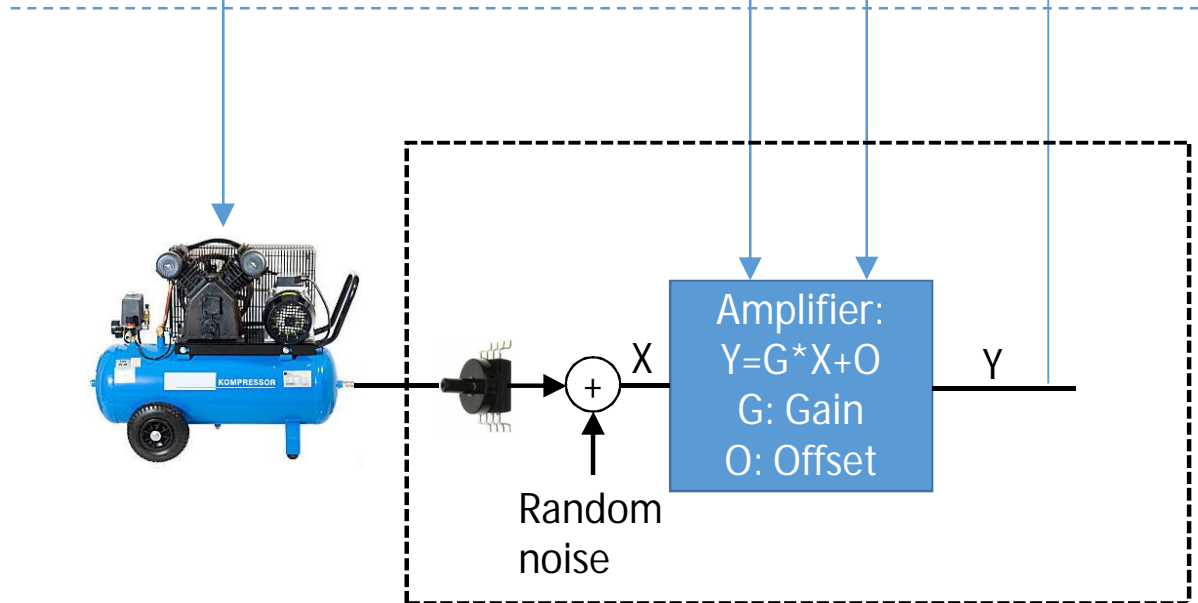 KOMPRESSOR
Amplifier:
Y=G*X+O
G: Gain
O: Offset
X
+
Y
Random
noise